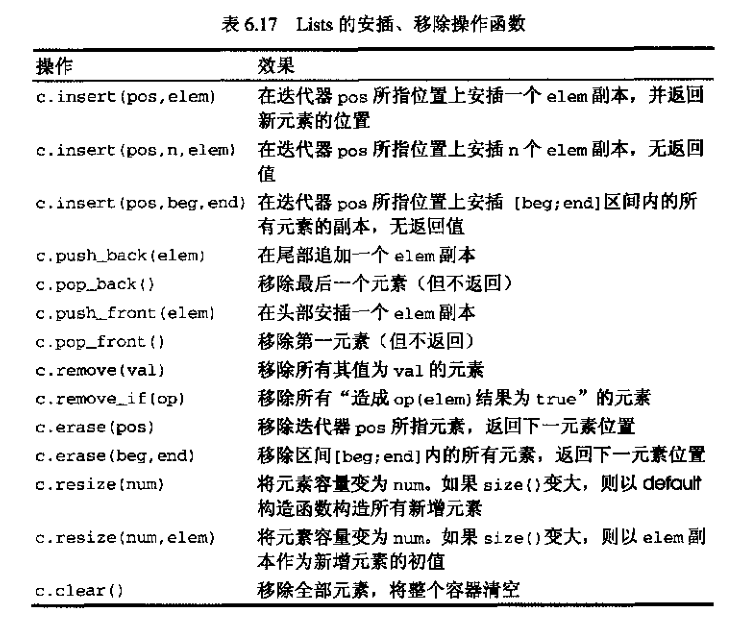 表 6.17 Lists 的安插、移除操作函数
操作 效果
c.insert(pos,elem) 在迭代器 pos 所指位置上安插一个 elem 副本，并返回
新元素的位置
c.insert(pos,n,elem) 在迭代器 pos 所指位置上安插 n 个 elem 副本，无返回
值
c.insert(pos,beg,end) 在迭代器 pos 所指位置上安插 [beg;end]区间内的所
有元素的副本，无返回值
c.push_back(elem) 在尾部追加一个 elem 副本
c.pop_back() 移除最后一个元素（但不返回）
c.push_front(elem) 在头部安插一个 elem 副本
c.pop_front() 移除第一元素（但不返回）
c.remove(val) 移除所有其值为 val 的元素
c.remove_if(op) 移除所有“造成 op(elem)结果为 true”的元素
c.erase(pos) 移除迭代器 pos 所指元素，返回下一元素位置
c.erase(beg,end) 移除区间[beg;end]内的所有元素，返回下一元素位置
c.resize(num) 将元素容量变为 num。如果 size()变大，则以 default
构造函数构造所有新增元素
c.resize(num,elem) 将元素容量变为 num。如果 size()变大，则以 elem 副
本作为新增元素的初值
c.clear() 移除全部元素，将整个容器清空